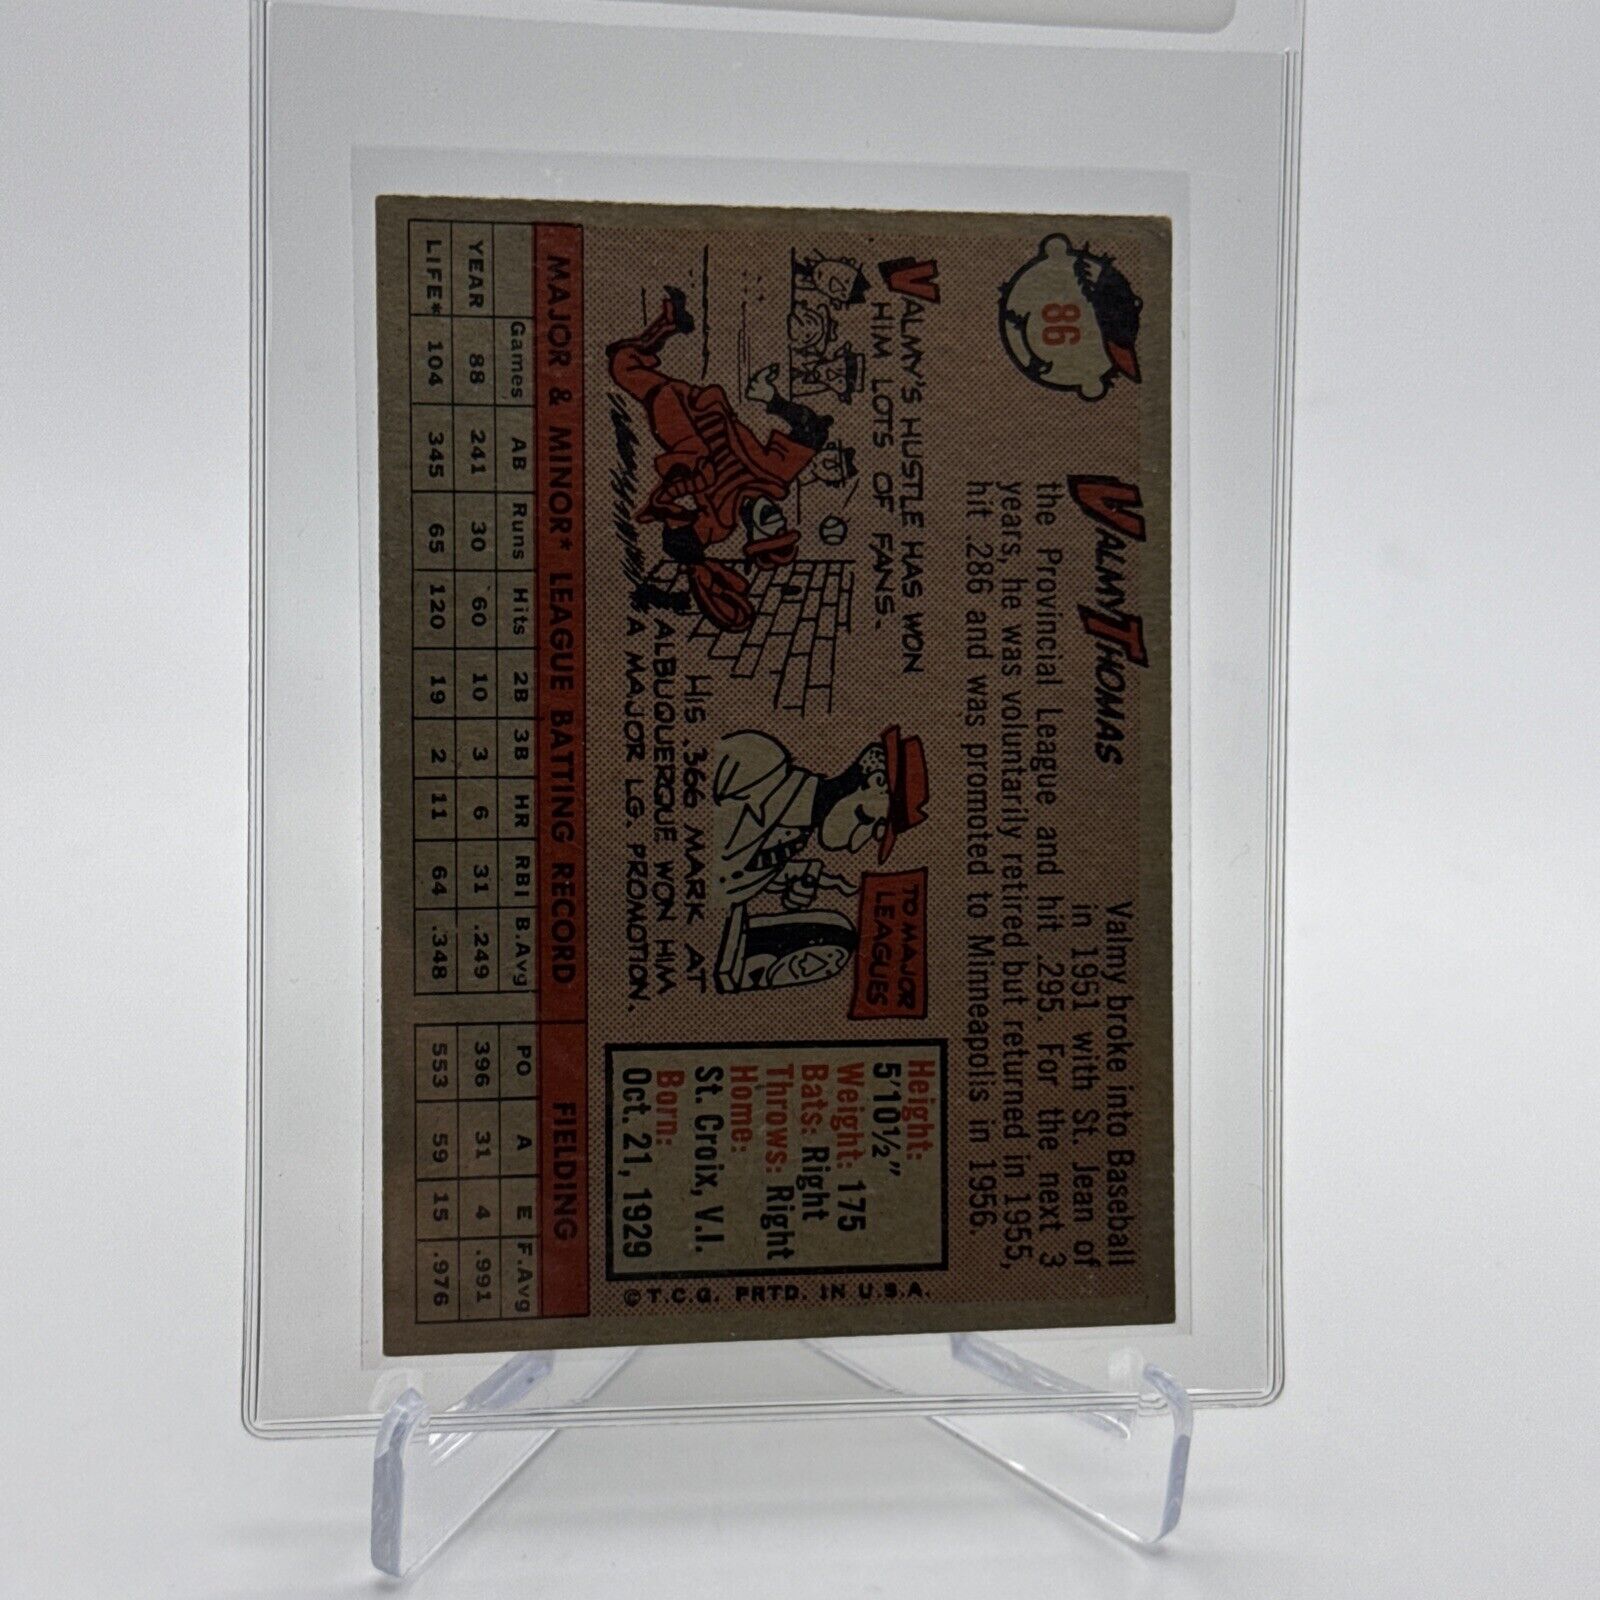 86
VALMY THOMAS
Valmy broke into Baseball
in 1951 with St. Jean of
the Provincial League and hit .295. For the next 3
years, he was voluntarily retired but returned in 1955,
hit .286 and was promoted to Minneapolis in 1956.
VALMY'S HUSTLE HAS WON
HIM LOTS OF FANS.
TO MAJOR
LEAGUES
HIS .366 MARK AT
ALBUQUERQUE WON HIM
A MAJOR LG. PROMOTION.
Height:
5'10½"
Weight: 175
Bats: Right
Throws: Right
Home:
St. Croix, V.I.
Born:
Oct. 21, 1929
© T.C.G. PRTD. IN U.S.A.
MAJOR & MINOR* LEAGUE BATTING RECORD FIELDING
Games AB Runs Hits 2B 3B HR RBI B.Avg PO A E F.Avg
YEAR 88 241 30 60 10 3 6 31 .249 396 31 4 .991
LIFE* 104 345 65 120 19 2 11 64 .348 553 59 15 .976